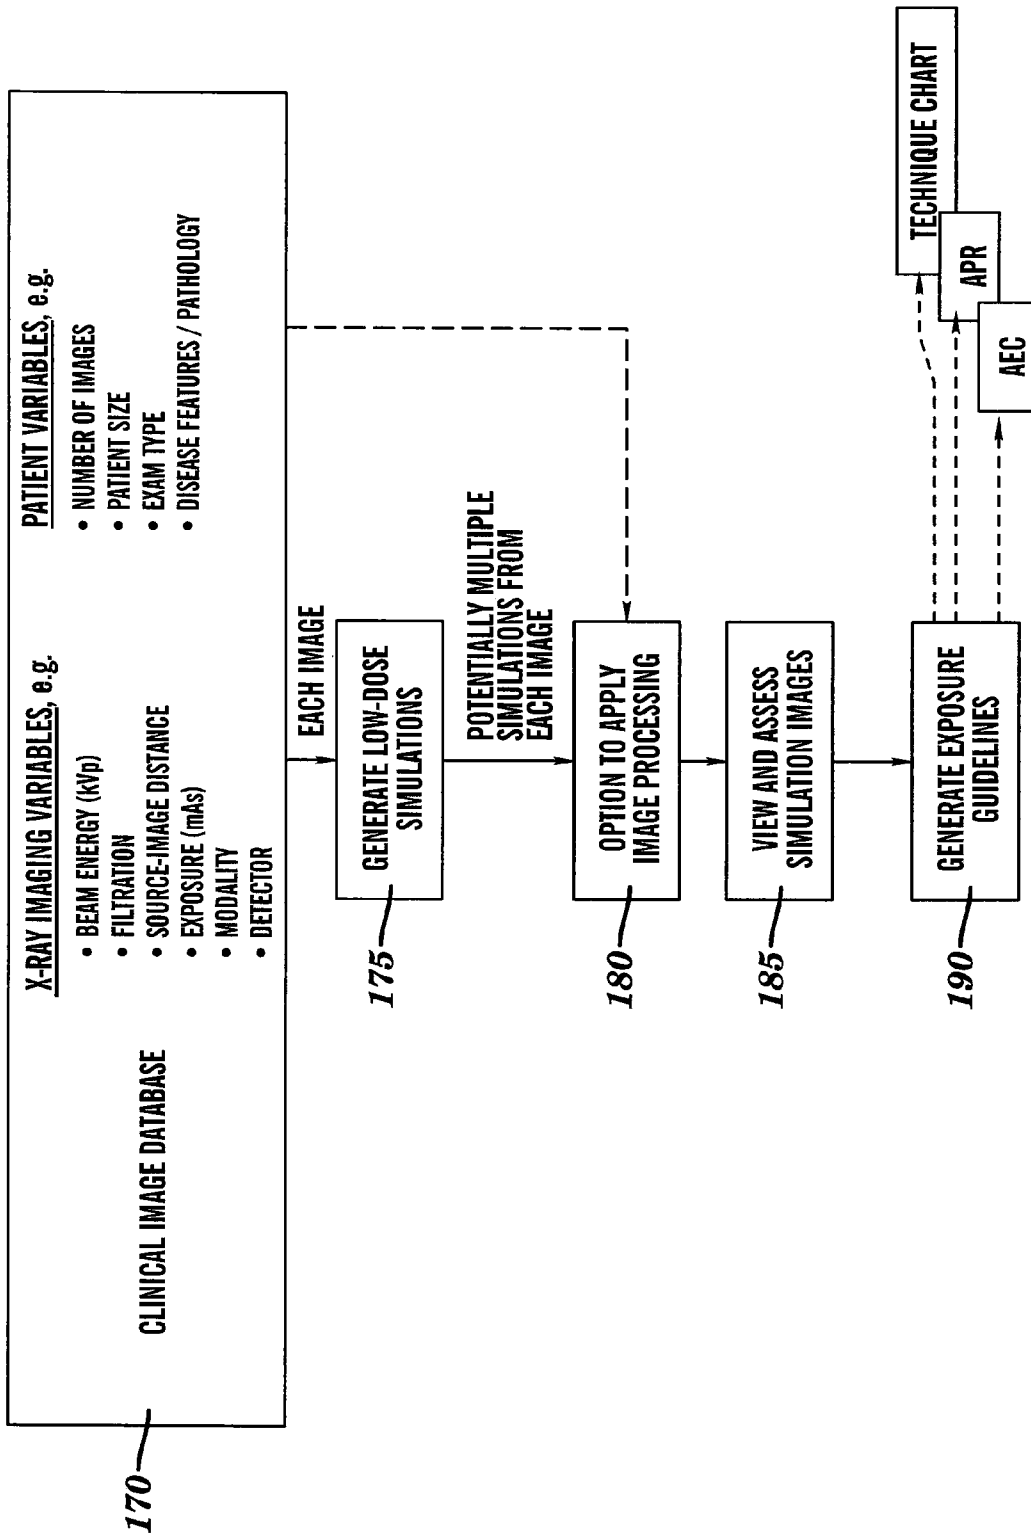 170
CLINICAL IMAGE DATABASE
X-RAY IMAGING VARIABLES, e.g.
• BEAM ENERGY (kVp)
• FILTRATION
• SOURCE-IMAGE DISTANCE
• EXPOSURE (mAs)
• MODALITY
• DETECTOR
PATIENT VARIABLES, e.g.
• NUMBER OF IMAGES
• PATIENT SIZE
• EXAM TYPE
• DISEASE FEATURES / PATHOLOGY
EACH IMAGE
175
GENERATE LOW-DOSE
SIMULATIONS
POTENTIALLY MULTIPLE
SIMULATIONS FROM
EACH IMAGE
180
OPTION TO APPLY
IMAGE PROCESSING
185
VIEW AND ASSESS
SIMULATION IMAGES
190
GENERATE EXPOSURE
GUIDELINES
TECHNIQUE CHART
APR
AEC